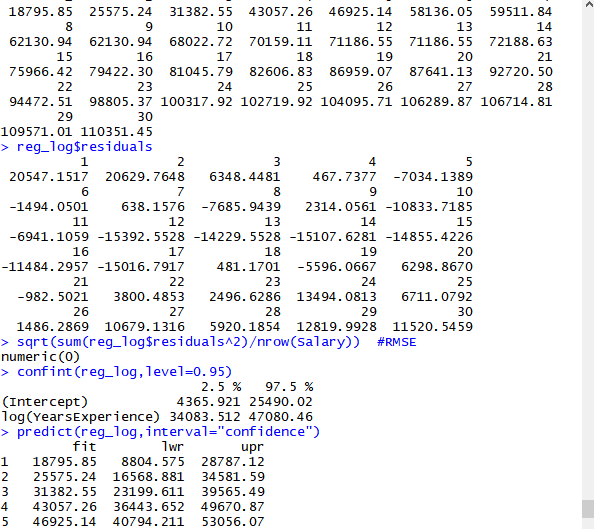 18795.85 25575.24 31382.55 43057.26 46925.14 58136.05 59511.84
8 9 10 11 12 13 14
62130.94 62130.94 68022.72 70159.11 71186.55 71186.55 72188.63
15 16 17 18 19 20 21
75966.42 79422.30 81045.79 82606.83 86959.07 87641.13 92720.50
22 23 24 25 26 27 28
94472.51 98805.37 100317.92 102719.92 104095.71 106289.87 106714.81
29 30
109571.01 110351.45
> reg_log$residuals
1 2 3 4 5
20547.1517 20629.7648 6348.4481 467.7377 -7034.1389
6 7 8 9 10
-1494.0501 638.1576 -7685.9439 2314.0561 -10833.7185
11 12 13 14 15
-6941.1059 -15392.5528 -14229.5528 -15107.6281 -14855.4226
16 17 18 19 20
-11484.2957 -15016.7917 481.1701 -5596.0667 6298.8670
21 22 23 24 25
-982.5021 3800.4853 2496.6286 13494.0813 6711.0792
26 27 28 29 30
1486.2869 10679.1316 5920.1854 12819.9928 11520.5459
> sqrt(sum(reg_log$residuals^2)/nrow(Salary)) #RMSE
numeric(0)
> confint(reg_log,level=0.95)
2.5 % 97.5 %
(Intercept) 4365.921 25490.02
log(YearsExperience) 34083.512 47080.46
> predict(reg_log,interval="confidence")
fit lwr upr
1 18795.85 8804.575 28787.12
2 25575.24 16568.881 34581.59
3 31382.55 23199.611 39565.49
4 43057.26 36443.652 49670.87
5 46925.14 40794.211 53056.07